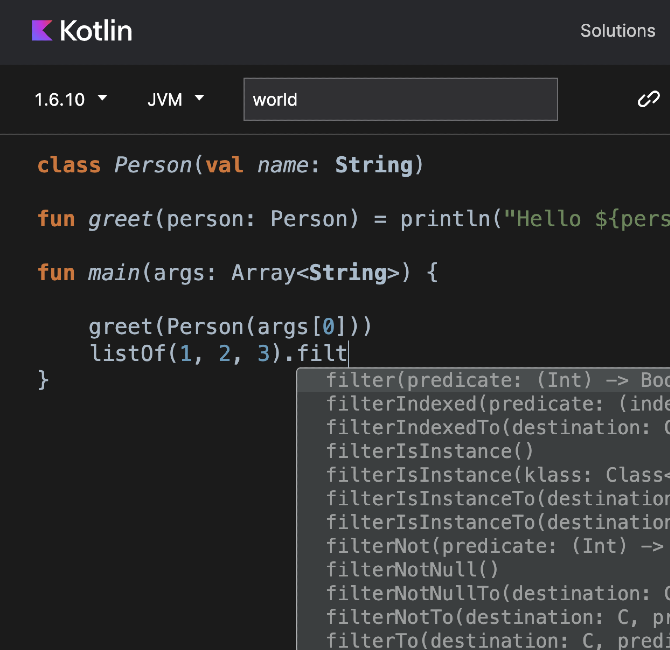 Kotlin
Solutions
1.6.10 JVM world
class Person(val name: String)
fun greet(person: Person) = println("Hello ${pers
fun main(args: Array<String>) {
greet(Person(args[0]))
listOf(1, 2, 3).filt
}
filter(predicate: (Int) -> Boo
filterIndexed(predicate: (inde
filterIndexedTo(destination: C
filterIsInstance()
filterIsInstance(klass: Class<
filterIsInstanceTo(destination
filterIsInstanceTo(destination
filterNot(predicate: (Int) ->
filterNotNull()
filterNotNullTo(destination: C
filterNotTo(destination: C, pr
filterTo(destination: C, predi